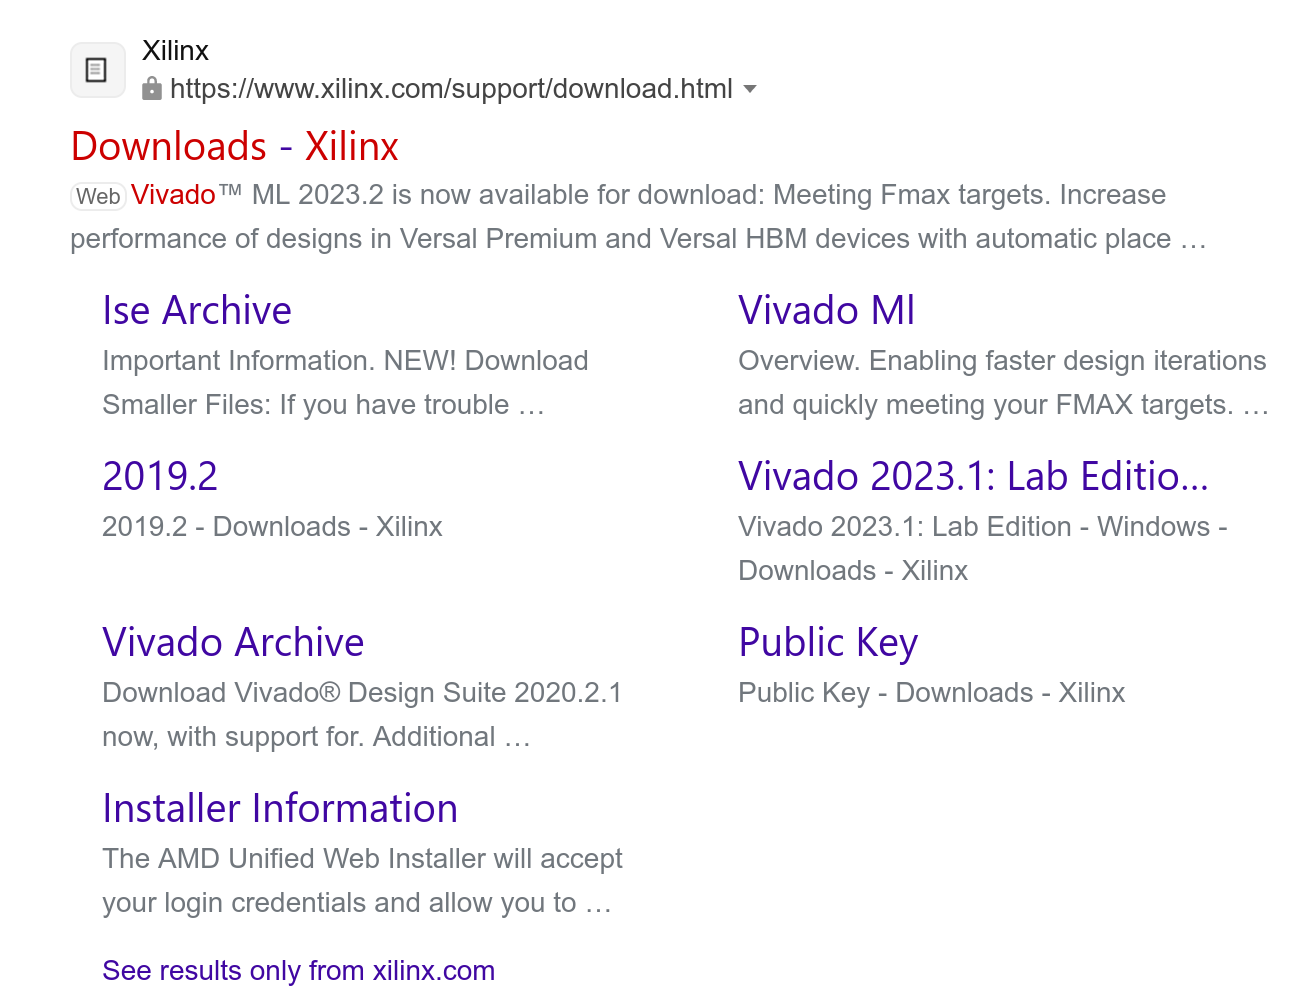 Xilinx
https://www.xilinx.com/support/download.html
Downloads - Xilinx
Web Vivado™ ML 2023.2 is now available for download: Meeting Fmax targets. Increase
performance of designs in Versal Premium and Versal HBM devices with automatic place …
Ise Archive
Important Information. NEW! Download
Smaller Files: If you have trouble …
Vivado Ml
Overview. Enabling faster design iterations
and quickly meeting your FMAX targets. …
2019.2
2019.2 - Downloads - Xilinx
Vivado 2023.1: Lab Editio…
Vivado 2023.1: Lab Edition - Windows -
Downloads - Xilinx
Vivado Archive
Download Vivado® Design Suite 2020.2.1
now, with support for. Additional …
Public Key
Public Key - Downloads - Xilinx
Installer Information
The AMD Unified Web Installer will accept
your login credentials and allow you to …
See results only from xilinx.com